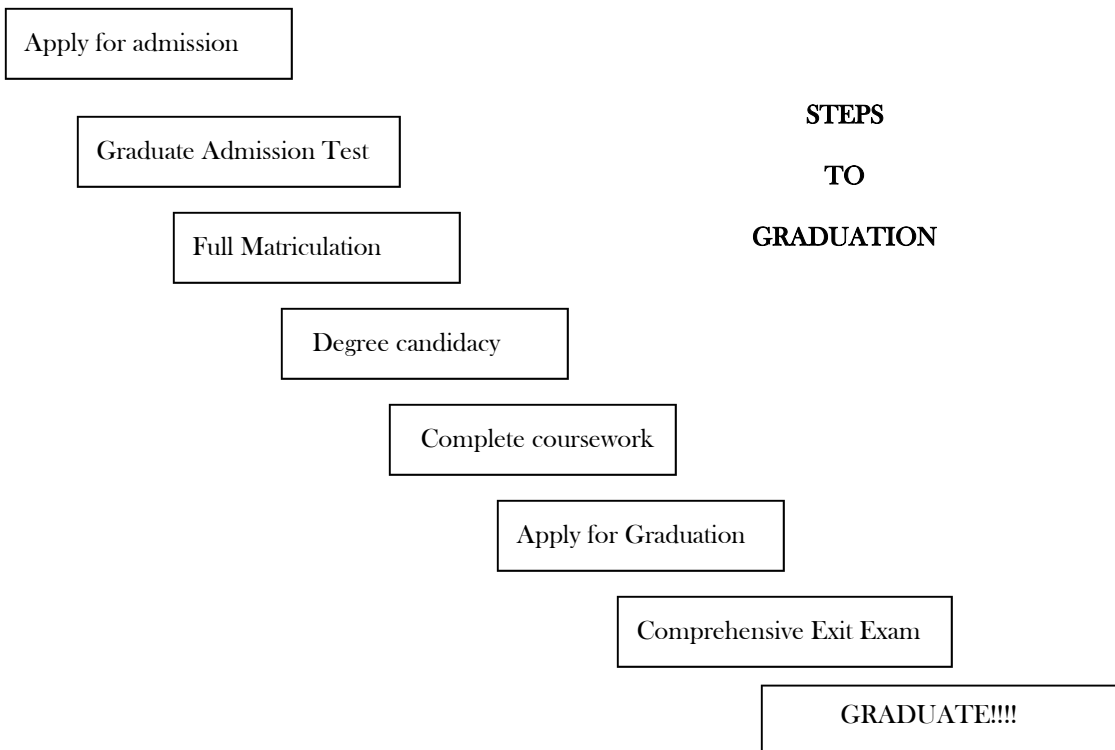 Apply for admission
STEPS
Graduate Admission Test
TO
Full Matriculation
GRADUATION
Degree candidacy
Complete coursework
Apply for Graduation
Comprehensive Exit Exam
GRADUATE!!!!